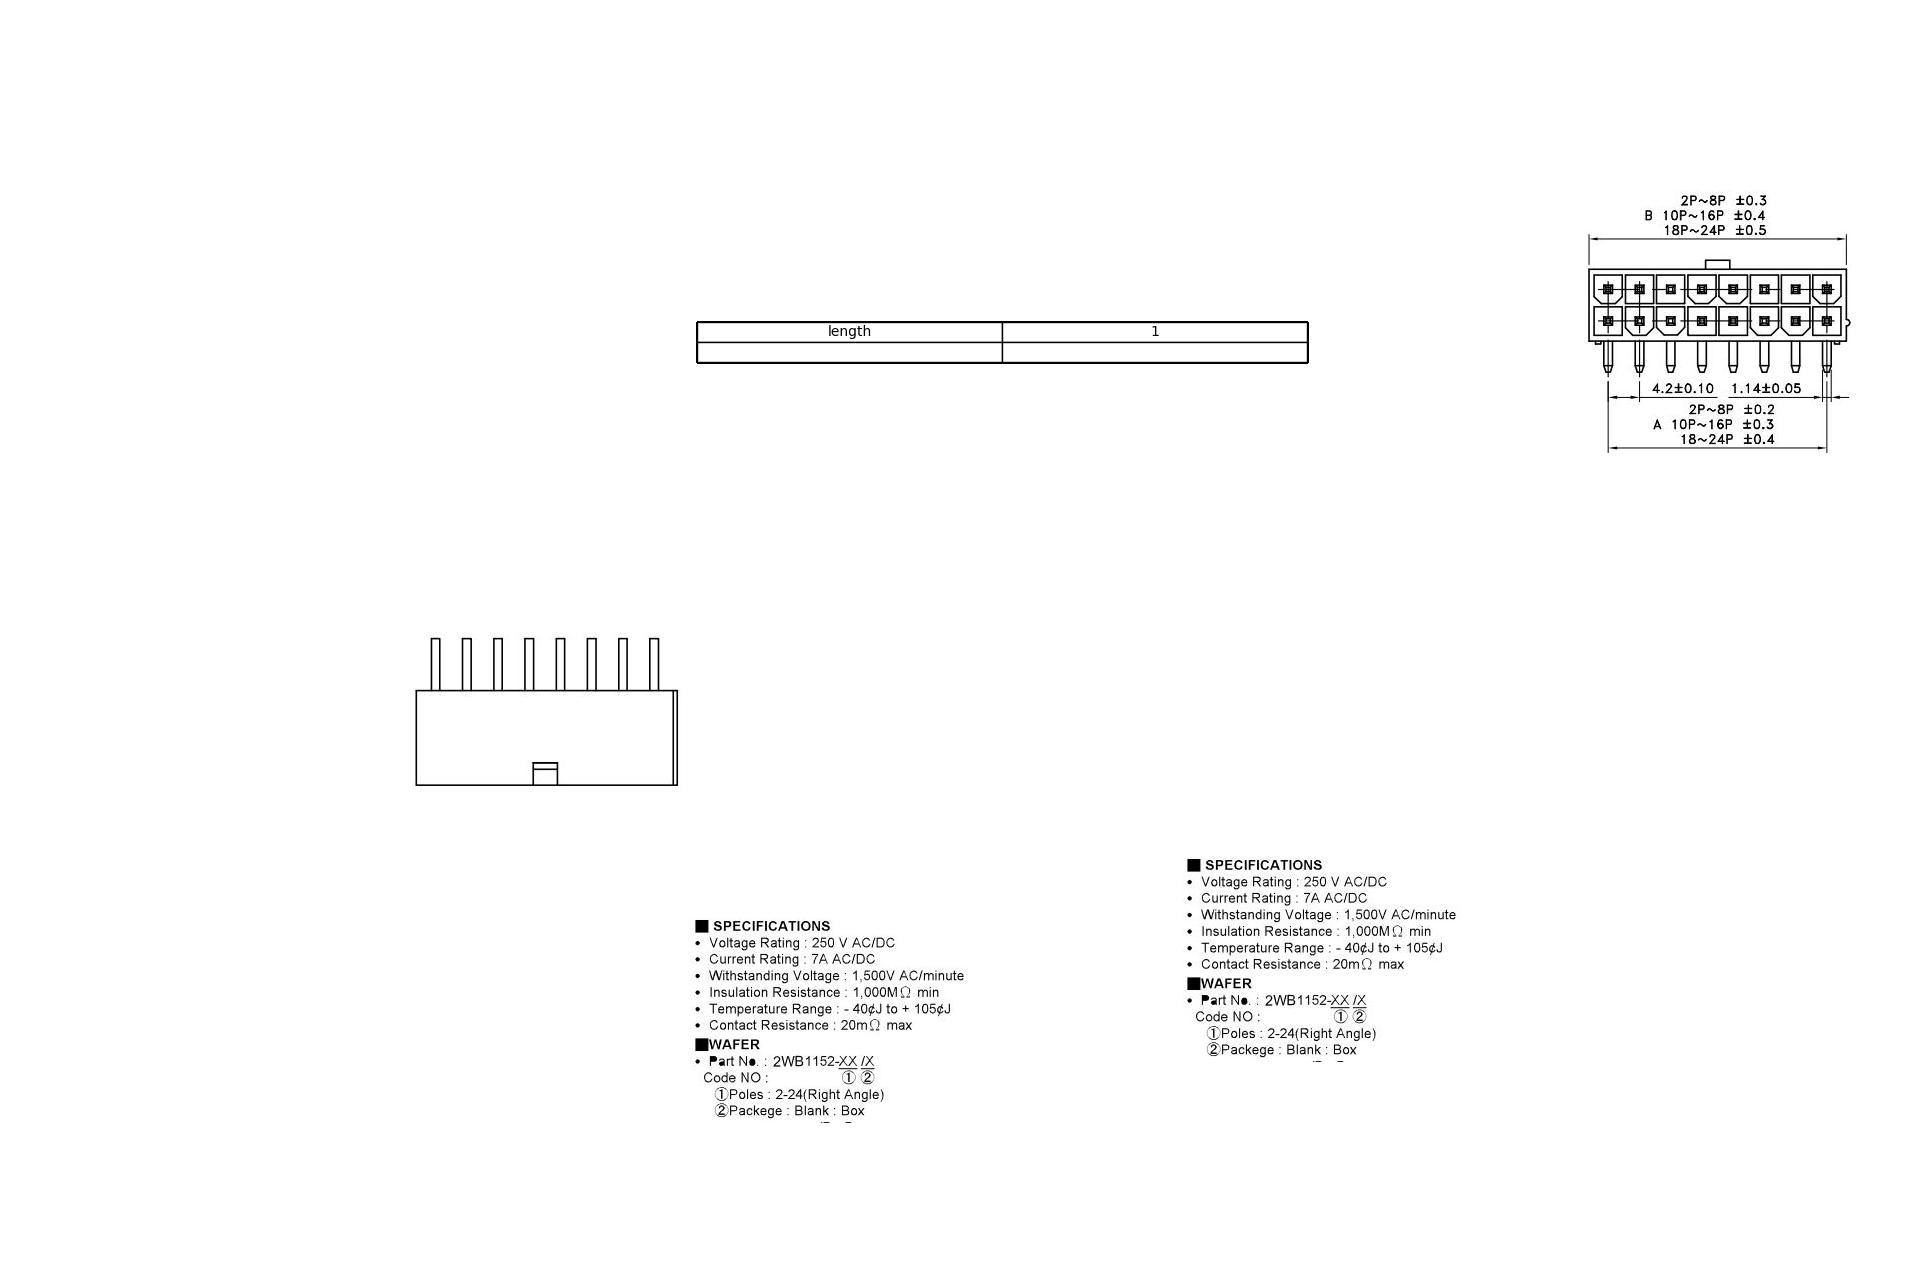 2P~8P ±0.3
B 10P~16P ±0.4
18P~24P ±0.5
length 1
4.2±0.10 1.14±0.05
2P~8P ±0.2
A 10P~16P ±0.3
18~24P ±0.4
■ SPECIFICATIONS
• Voltage Rating : 250 V AC/DC
• Current Rating : 7A AC/DC
• Withstanding Voltage : 1,500V AC/minute
• Insulation Resistance : 1,000MΩ min
• Temperature Range : - 40¢J to + 105¢J
• Contact Resistance : 20mΩ max
■WAFER
• Part No. : 2WB1152-XX /X
Code NO : ① ②
①Poles : 2-24(Right Angle)
②Packege : Blank : Box
■ SPECIFICATIONS
• Voltage Rating : 250 V AC/DC
• Current Rating : 7A AC/DC
• Withstanding Voltage : 1,500V AC/minute
• Insulation Resistance : 1,000MΩ min
• Temperature Range : - 40¢J to + 105¢J
• Contact Resistance : 20mΩ max
■WAFER
• Part No. : 2WB1152-XX /X
Code NO : ① ②
①Poles : 2-24(Right Angle)
②Packege : Blank : Box